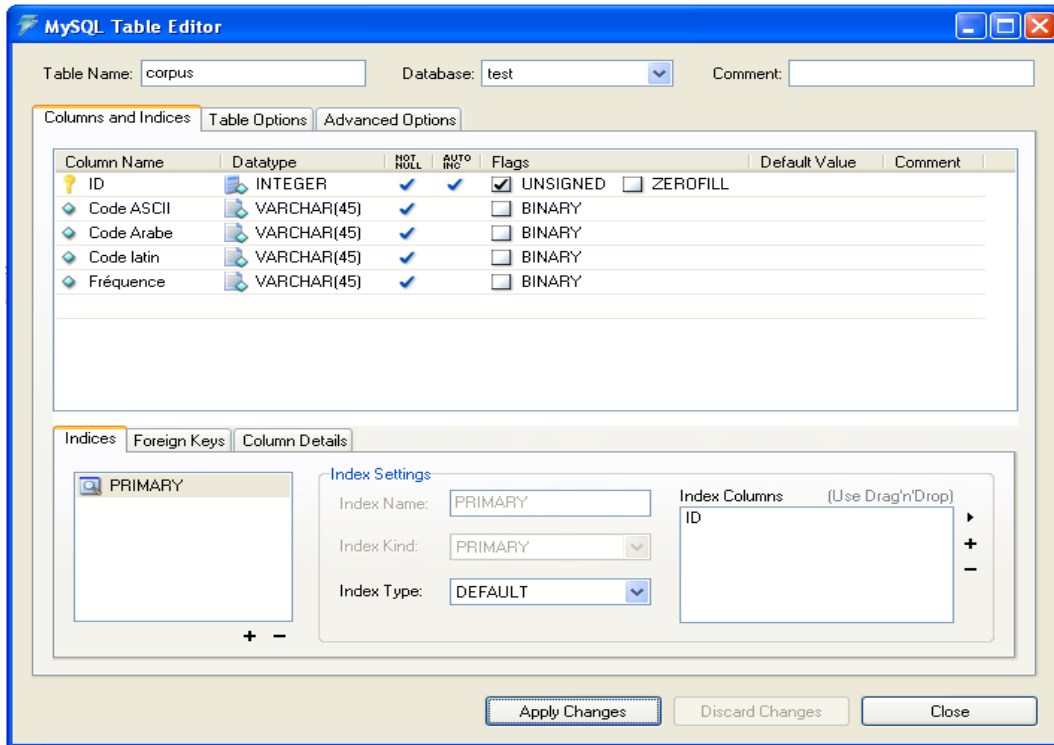 MySQL Table Editor
Table Name: corpus Database: test Comment:
Columns and Indices Table Options Advanced Options
Column Name Datatype NOT NULL AUTO INC Flags Default Value Comment
ID INTEGER UNSIGNED ZEROFILL
Code ASCII VARCHAR(45) BINARY
Code Arabe VARCHAR(45) BINARY
Code latin VARCHAR(45) BINARY
Fréquence VARCHAR(45) BINARY
Indices Foreign Keys Column Details
PRIMARY
Index Settings
Index Name: PRIMARY
Index Kind: PRIMARY
Index Type: DEFAULT
Index Columns (Use Drag'n'Drop)
ID
Apply Changes Discard Changes Close